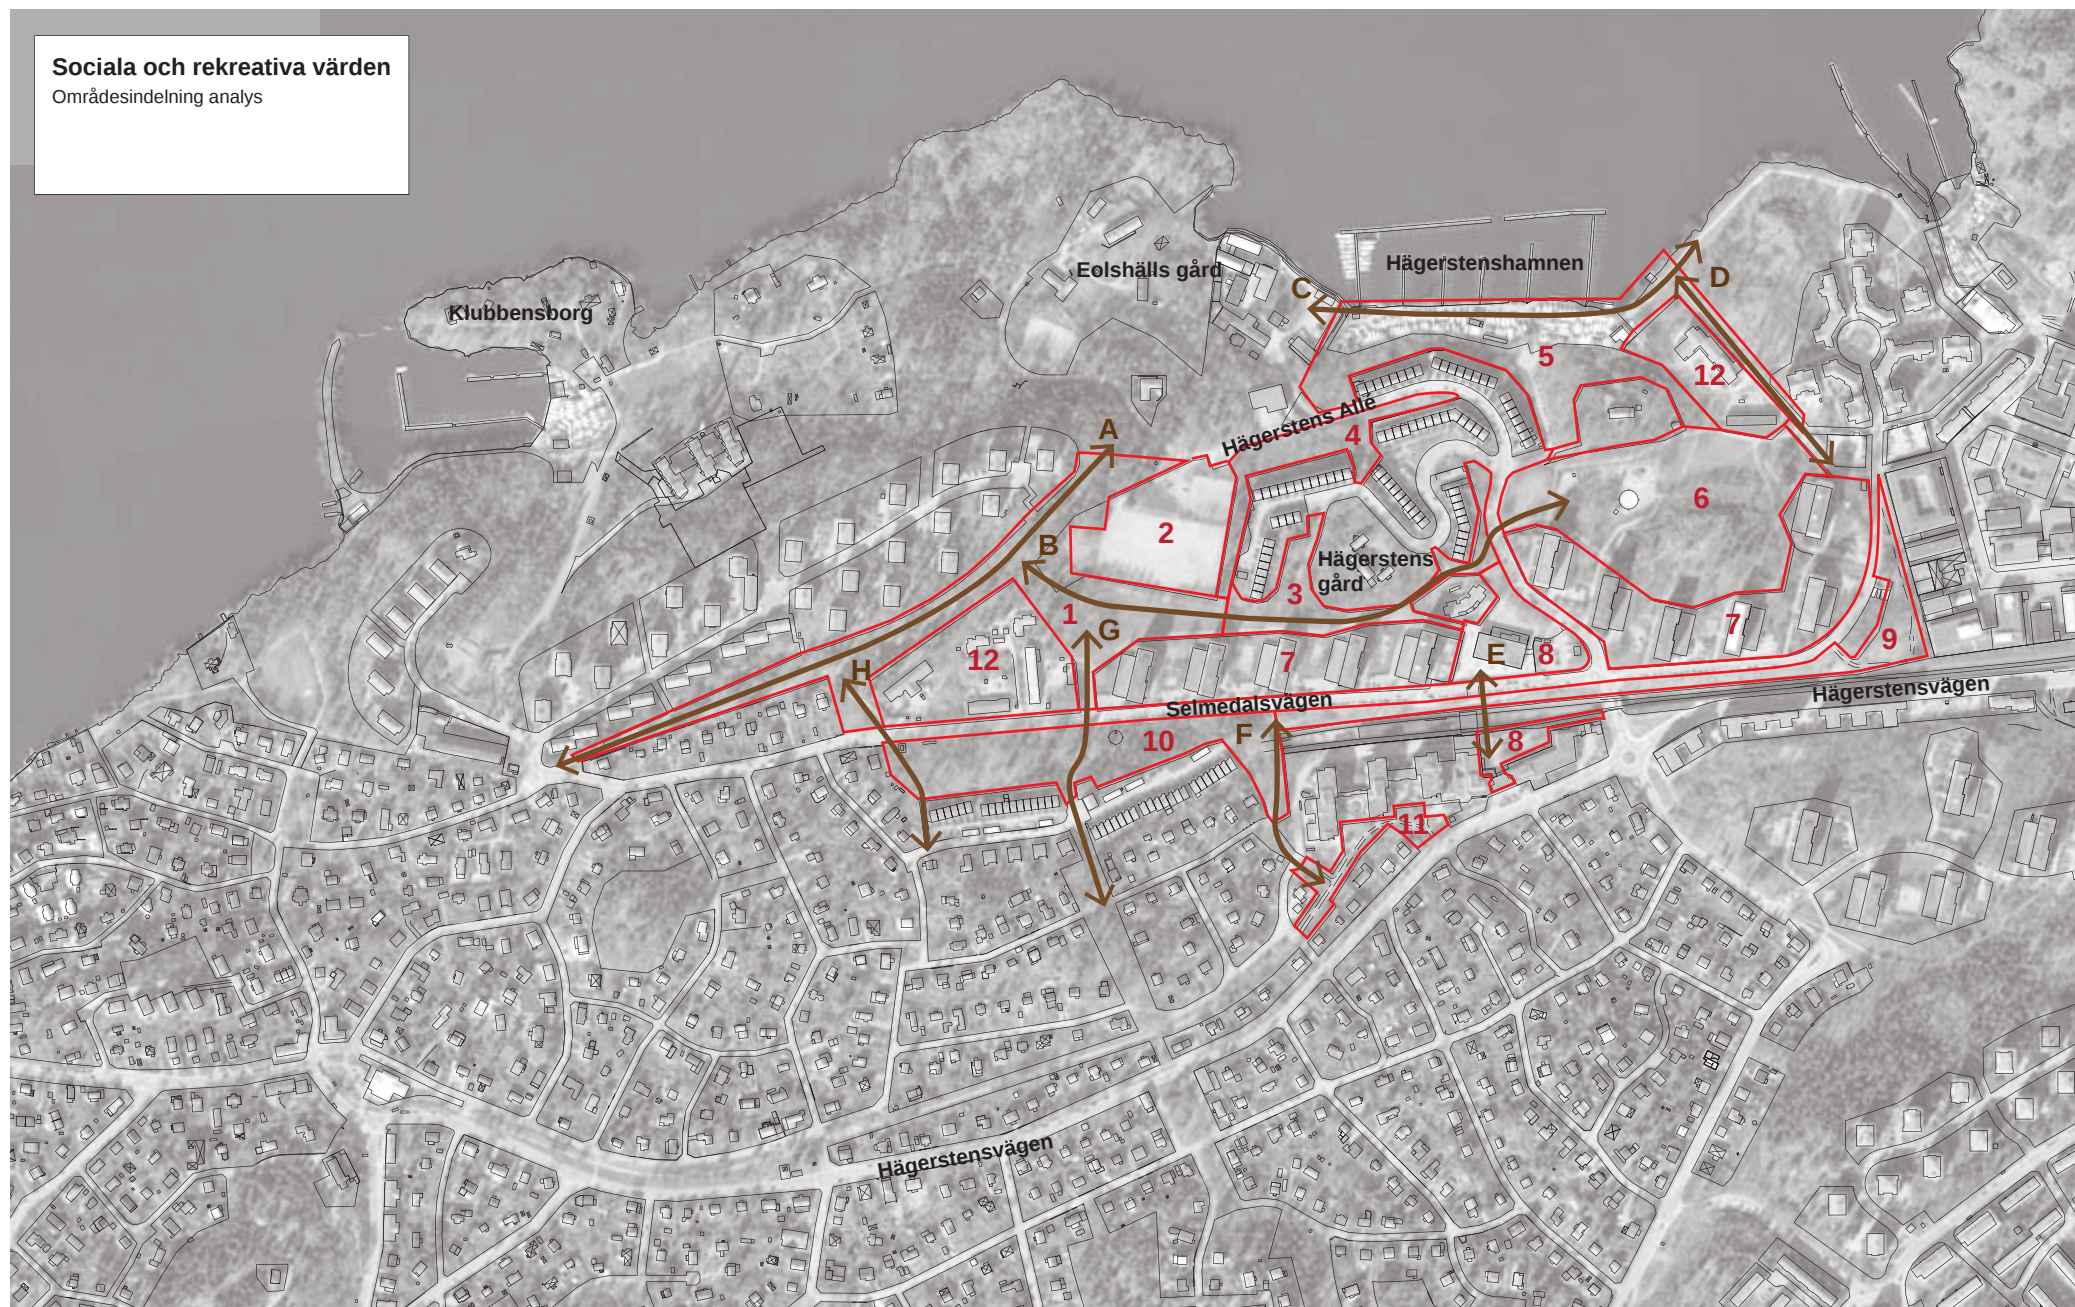 Sociala och rekreativa värden
Områdesindelning analys
Klubbensborg
Eolshälls gård
Hägerstenshamnen
C
D
5
12
A
Hägerstens Allé
4
6
2
B
Hägerstens
gård
3
1
G
7
9
12
H
7
E
8
Selmedalsvägen
Hägerstensvägen
10
F
8
11
Hägerstensvägen